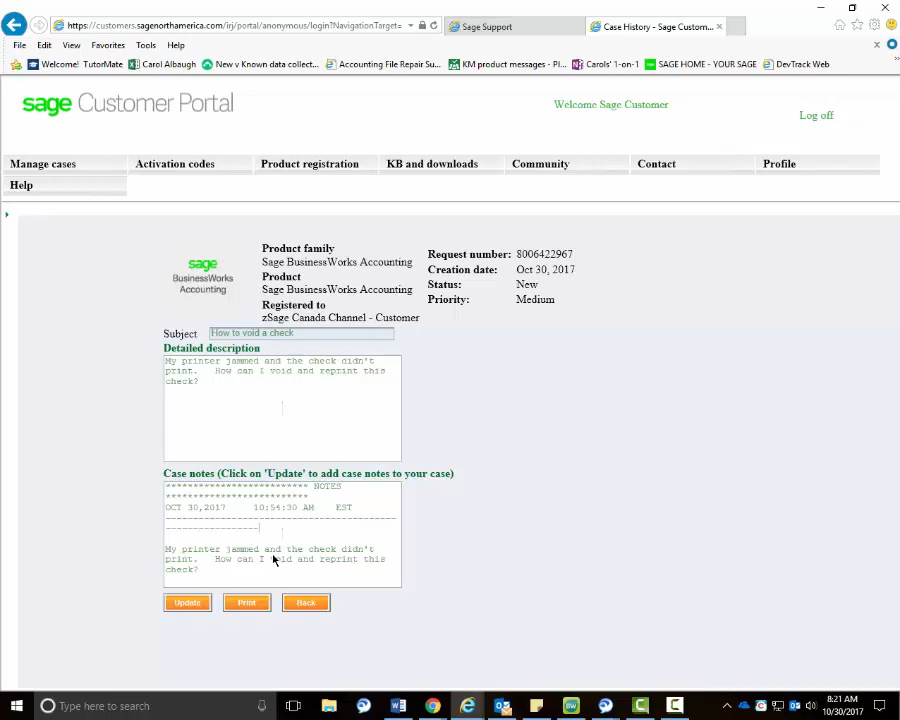 https://customers.sagenorthamerica.com/irj/portal/anonymous/login?NavigationTarget=
Sage Support
Case History - Sage Custom...
File Edit View Favorites Tools Help
Welcome! TutorMate
Carol Albaugh
New v Known data collect...
Accounting File Repair Su...
KM product messages - Pl...
Carols' 1-on-1
SAGE HOME - YOUR SAGE
DevTrack Web
sage Customer Portal
Welcome Sage Customer
Log off
Manage cases
Activation codes
Product registration
KB and downloads
Community
Contact
Profile
Help
sage
BusinessWorks
Accounting
Product family
Sage BusinessWorks Accounting
Product
Sage BusinessWorks Accounting
Registered to
zSage Canada Channel - Customer
Request number: 8006422967
Creation date: Oct 30, 2017
Status: New
Priority: Medium
Subject How to void a check
Detailed description
My printer jammed and the check didn't
print. How can I void and reprint this
check?
Case notes (Click on 'Update' to add case notes to your case)
************************** NOTES
**************************
OCT 30,2017 10:54:30 AM EST
------------------------------------------
-----------------
My printer jammed and the check didn't
print. How can I void and reprint this
check?
Update
Print
Back
Type here to search
8:21 AM
10/30/2017